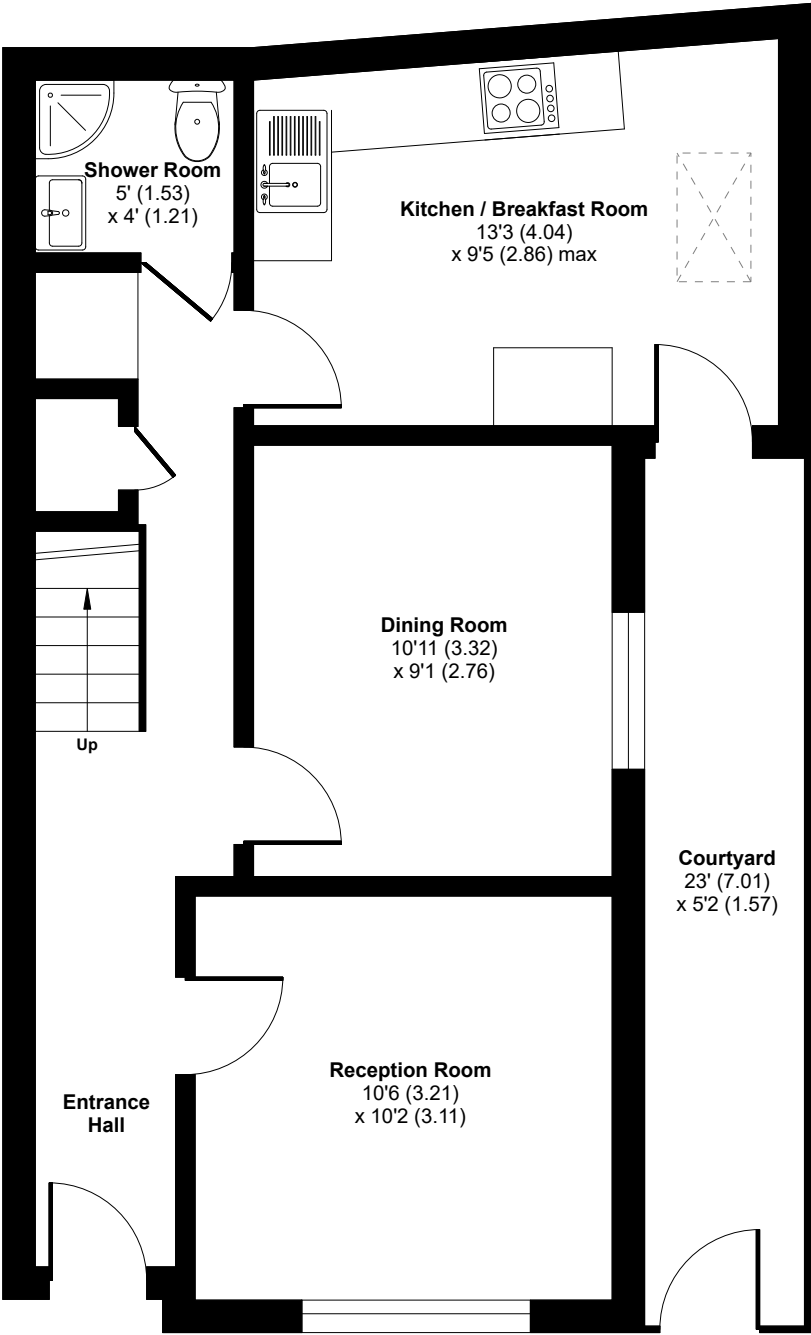 Shower Room
5' (1.53)
x 4' (1.21)
Kitchen / Breakfast Room
13'3 (4.04)
x 9'5 (2.86) max
Dining Room
10'11 (3.32)
x 9'1 (2.76)
Up
Courtyard
23' (7.01)
x 5'2 (1.57)
Reception Room
10'6 (3.21)
x 10'2 (3.11)
Entrance
Hall